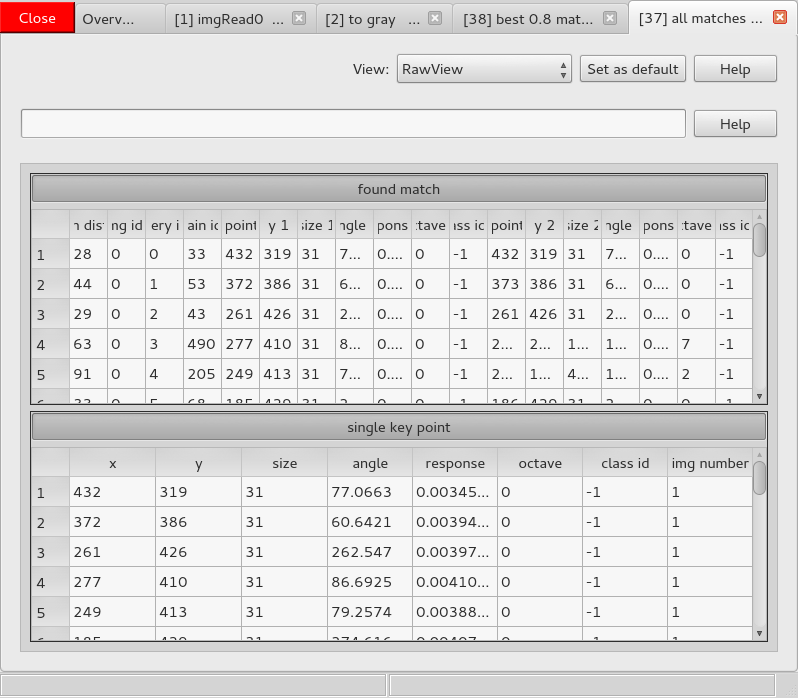 Close Overv... [1] imgRead0 ... [2] to gray ... [38] best 0.8 mat... [37] all matches ...
View: RawView Set as default Help
Help
found match
n dis ng id ery i ain id point y 1 size 1 ngle pons tave ass id point y 2 size 2 ngle pons tave ass id
1 28 0 0 33 432 319 31 7... 0.... 0 -1 432 319 31 7... 0.... 0 -1
2 44 0 1 53 372 386 31 6... 0.... 0 -1 373 386 31 6... 0.... 0 -1
3 29 0 2 43 261 426 31 2... 0.... 0 -1 261 426 31 2... 0.... 0 -1
4 63 0 3 490 277 410 31 8... 0.... 0 -1 2... 2... 1... 1... 0.... 7 -1
5 91 0 4 205 249 413 31 7... 0.... 0 -1 2... 1... 4... 1... 0.... 2 -1
single key point
x y size angle response octave class id img number
1 432 319 31 77.0663 0.00345... 0 -1 1
2 372 386 31 60.6421 0.00394... 0 -1 1
3 261 426 31 262.547 0.00397... 0 -1 1
4 277 410 31 86.6925 0.00410... 0 -1 1
5 249 413 31 79.2574 0.00388... 0 -1 1